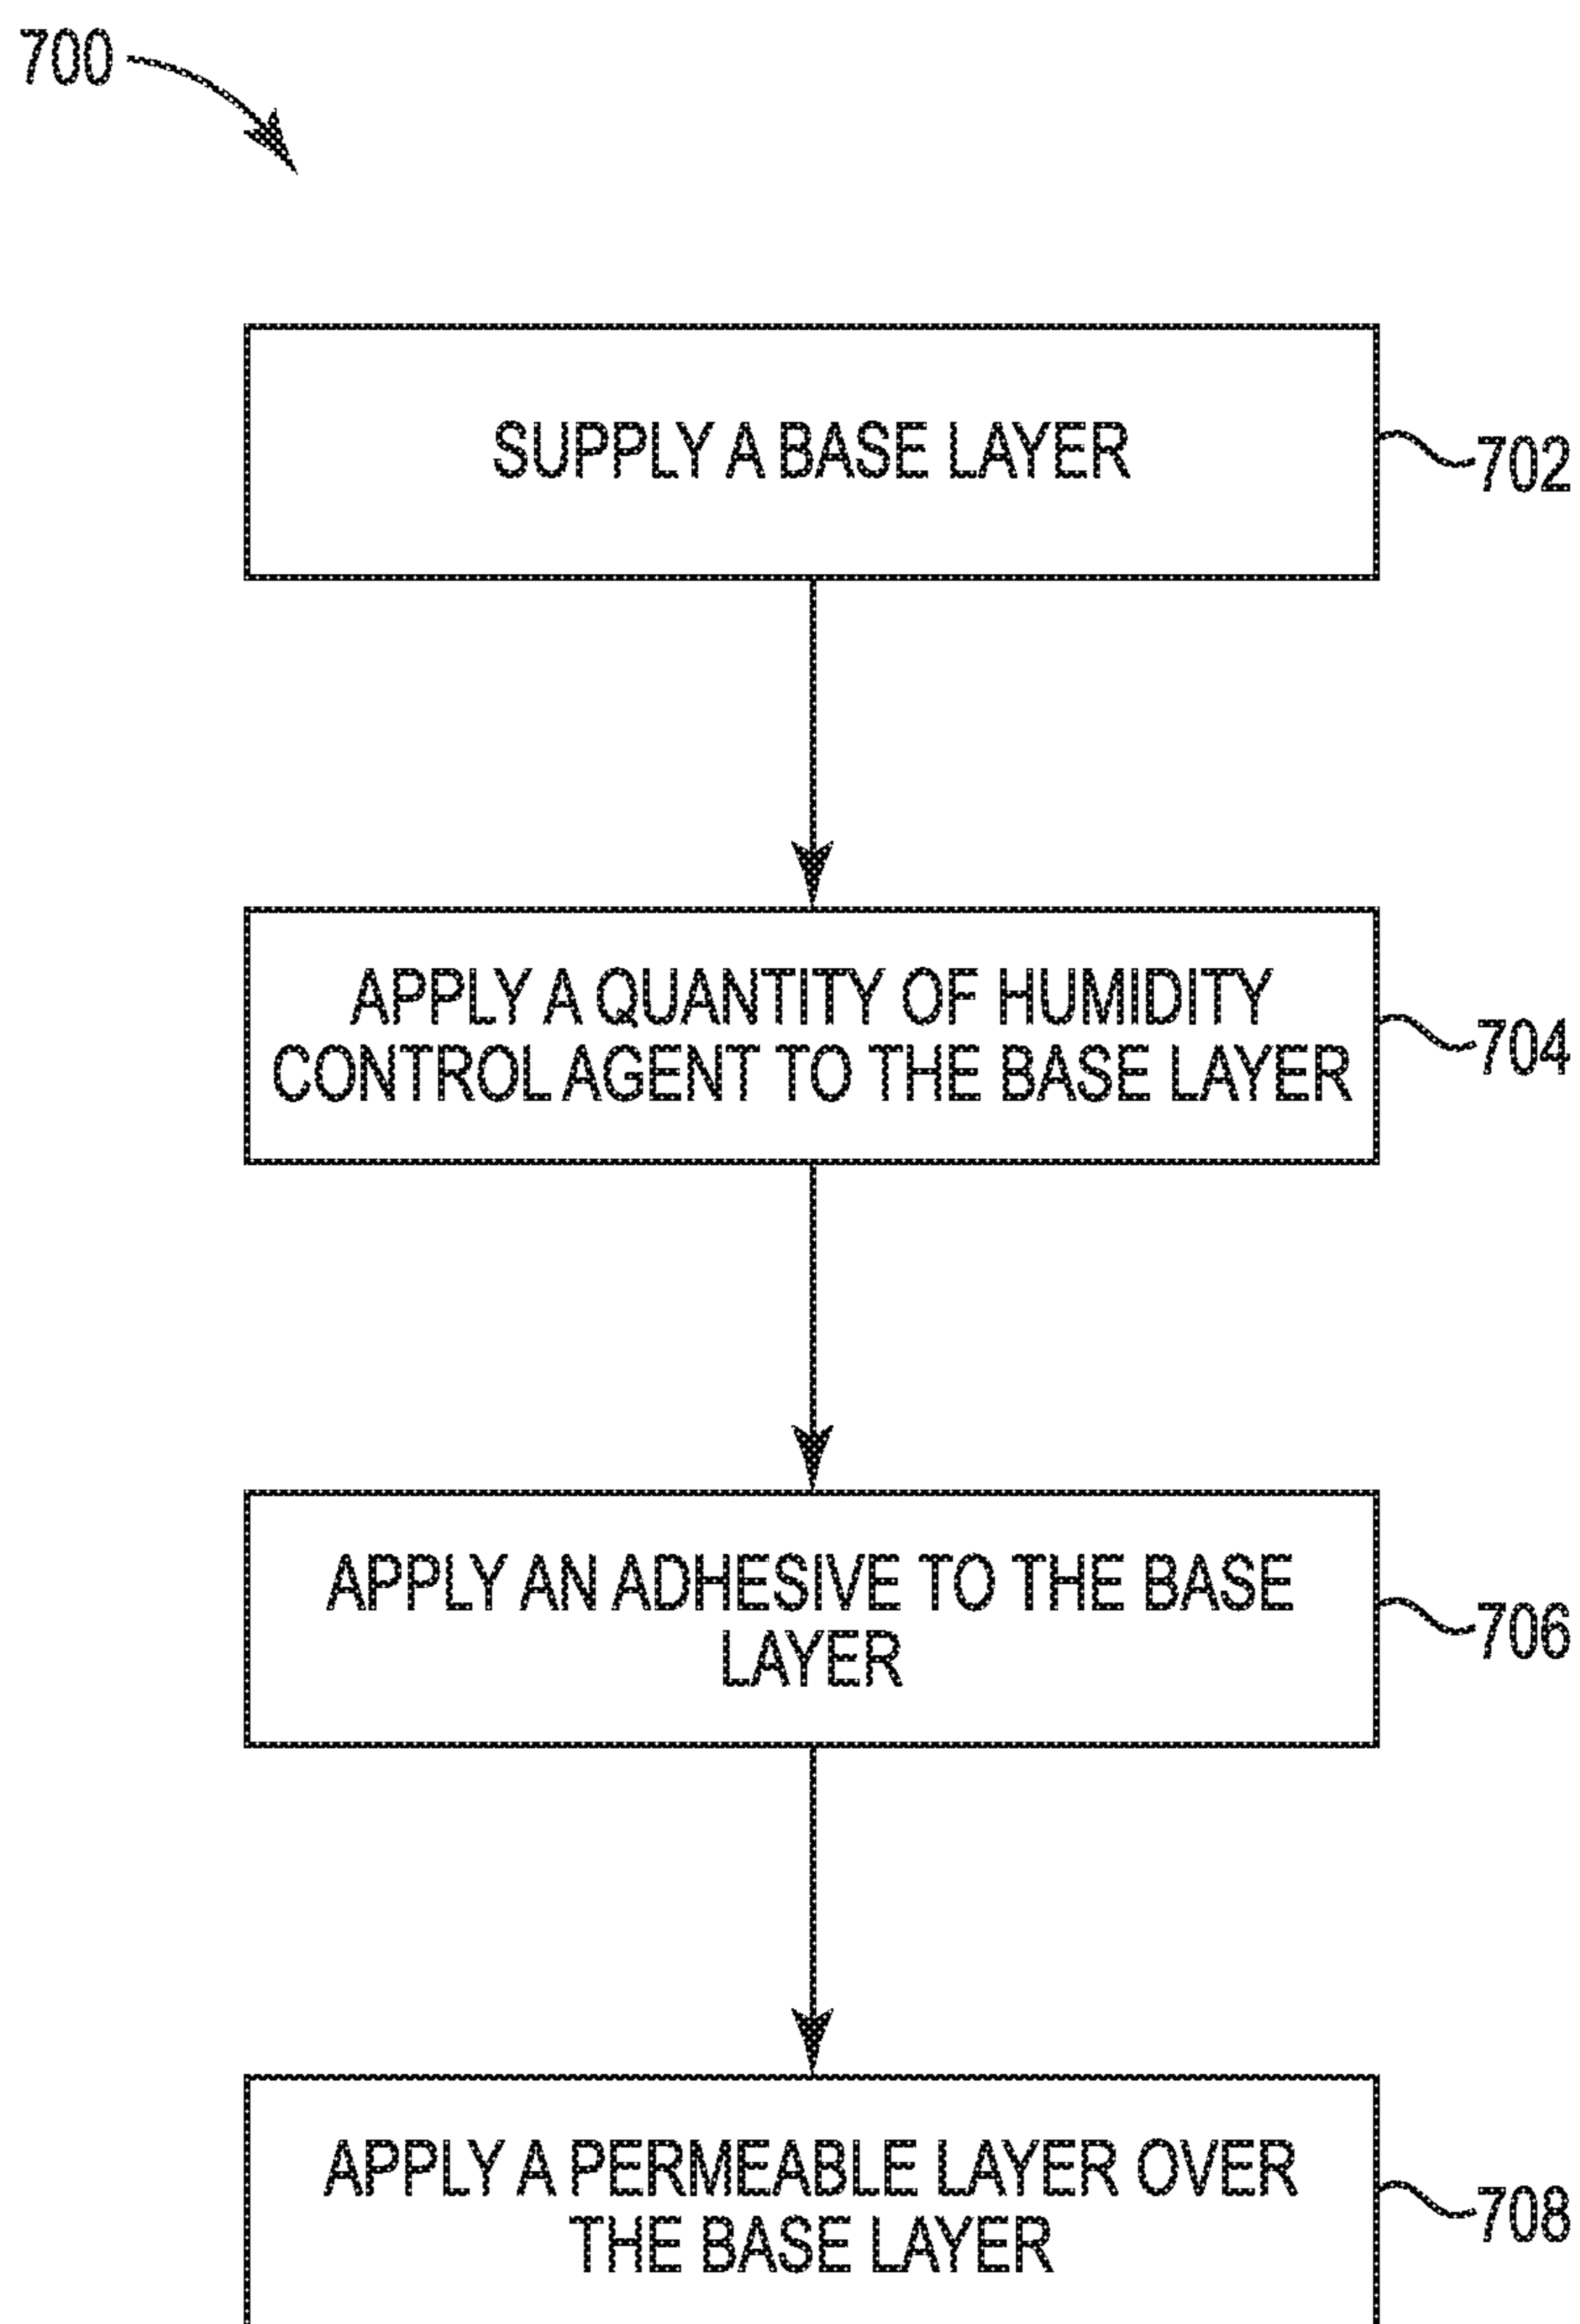 700
SUPPLY A BASE LAYER
702
APPLY A QUANTITY OF HUMIDITY
CONTROL AGENT TO THE BASE LAYER
704
APPLY AN ADHESIVE TO THE BASE
LAYER
706
APPLY A PERMEABLE LAYER OVER
THE BASE LAYER
708